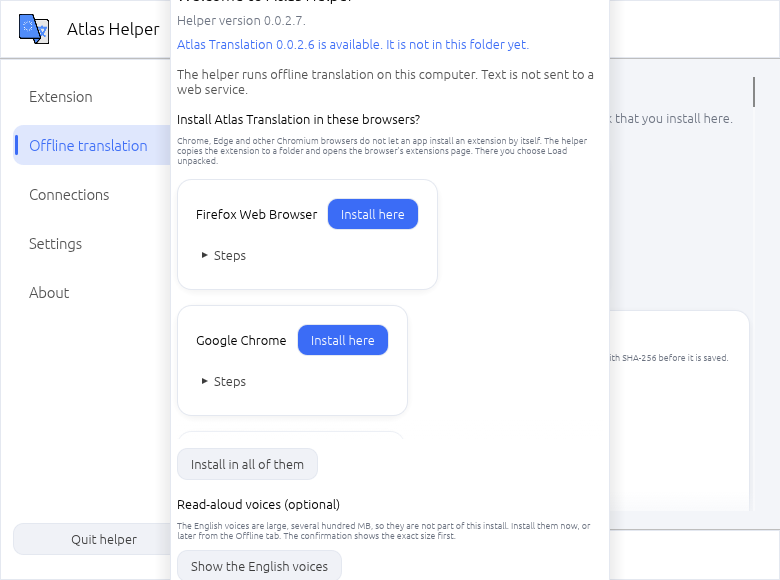 Atlas Helper
Extension
Offline translation
Connections
Settings
About
Quit helper
Helper version 0.0.2.7.
Atlas Translation 0.0.2.6 is available. It is not in this folder yet.
The helper runs offline translation on this computer. Text is not sent to a
web service.
Install Atlas Translation in these browsers?
Chrome, Edge and other Chromium browsers do not let an app install an extension by itself. The helper
copies the extension to a folder and opens the browser's extensions page. There you choose Load
unpacked.
Firefox Web Browser
Install here
▸ Steps
Google Chrome
Install here
▸ Steps
Install in all of them
Read-aloud voices (optional)
The English voices are large, several hundred MB, so they are not part of this install. Install them now, or
later from the Offline tab. The confirmation shows the exact size first.
Show the English voices
that you install here.
with SHA-256 before it is saved.